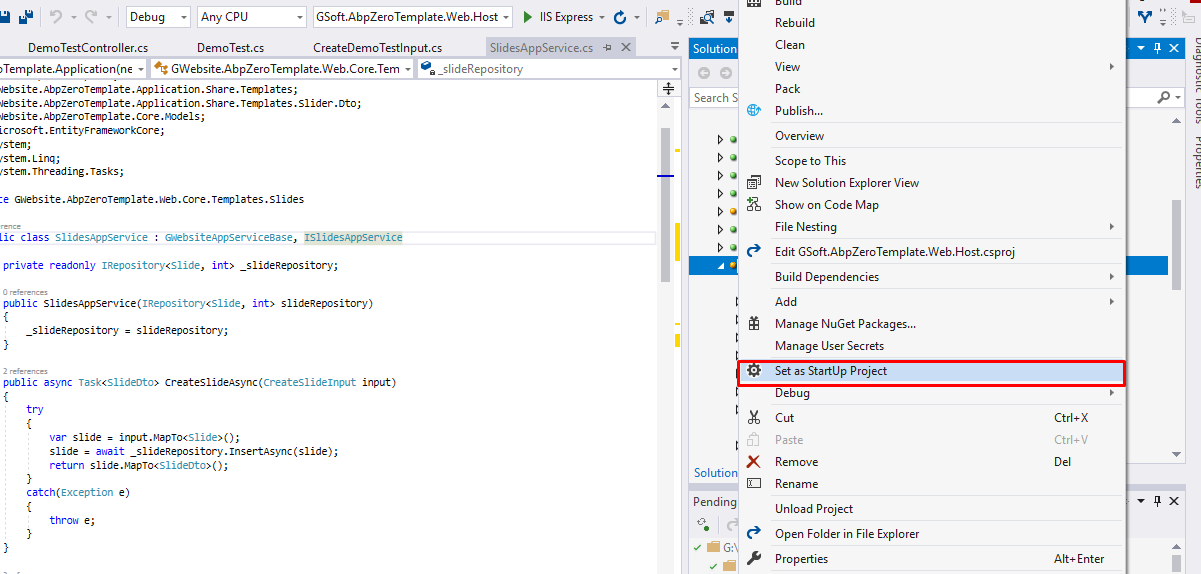 Debug
Any CPU
GSoft.AbpZeroTemplate.Web.Host
IIS Express
DemoTestController.cs
DemoTest.cs
CreateDemoTestInput.cs
SlidesAppService.cs
oTemplate.Application(ne
GWebsite.AbpZeroTemplate.Web.Core.Tem
_slideRepository
Website.AbpZeroTemplate.Application.Share.Templates;
Website.AbpZeroTemplate.Application.Share.Templates.Slider.Dto;
Website.AbpZeroTemplate.Core.Models;
icrosoft.EntityFrameworkCore;
ystem;
ystem.Linq;
ystem.Threading.Tasks;
ce GWebsite.AbpZeroTemplate.Web.Core.Templates.Slides
erence
lic class SlidesAppService : GWebsiteAppServiceBase, ISlidesAppService
private readonly IRepository<Slide, int> _slideRepository;
0 references
public SlidesAppService(IRepository<Slide, int> slideRepository)
{
_slideRepository = slideRepository;
}
2 references
public async Task<SlideDto> CreateSlideAsync(CreateSlideInput input)
{
try
{
var slide = input.MapTo<Slide>();
slide = await _slideRepository.InsertAsync(slide);
return slide.MapTo<SlideDto>();
}
catch(Exception e)
{
throw e;
}
}
Solution
Search S
Solution
Pending
G:\
Build
Rebuild
Clean
View
Pack
Publish...
Overview
Scope to This
New Solution Explorer View
Show on Code Map
File Nesting
Edit GSoft.AbpZeroTemplate.Web.Host.csproj
Build Dependencies
Add
Manage NuGet Packages...
Manage User Secrets
Set as StartUp Project
Debug
Cut Ctrl+X
Paste Ctrl+V
Remove Del
Rename
Unload Project
Open Folder in File Explorer
Properties Alt+Enter
Diagnostic Tools
Properties